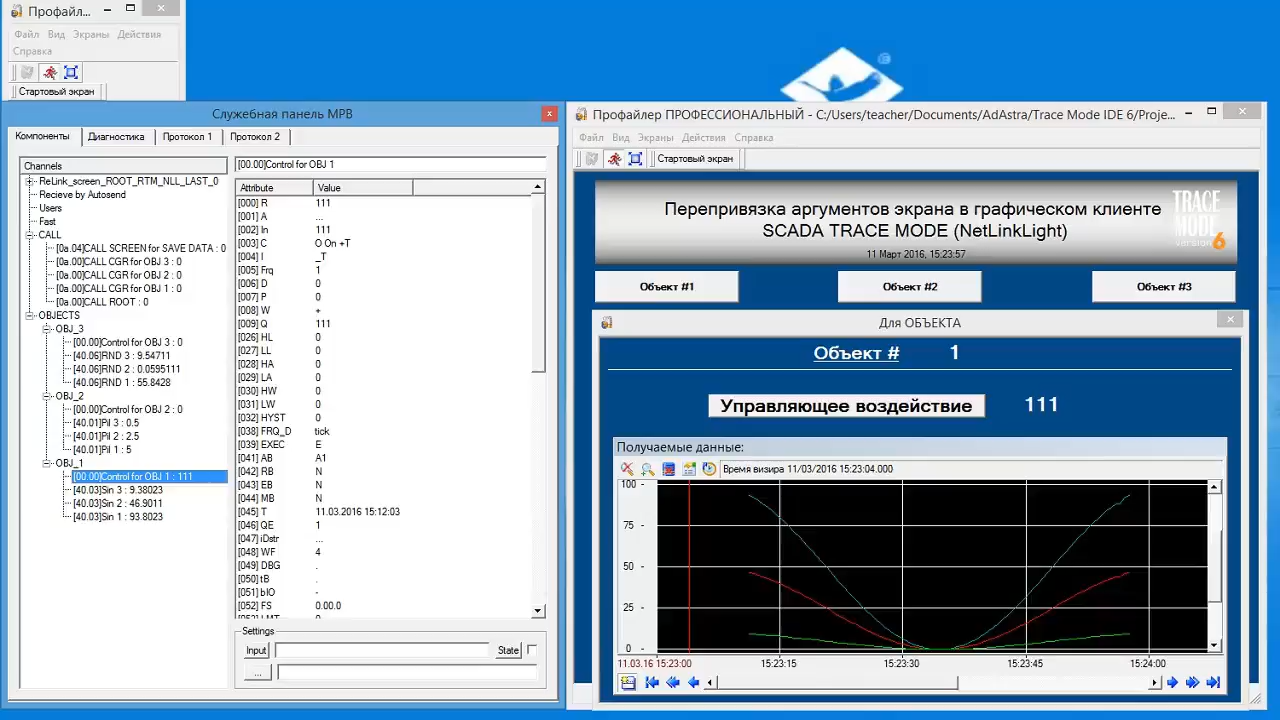 Профайл...
Файл Вид Экраны Действия
Справка
Стартовый экран
Служебная панель МРВ
Компоненты Диагностика Протокол 1 Протокол 2
Channels
ReLink_screen_ROOT_RTM_NLL_LAST_0
Recieve by Autosend
Users
Fast
CALL
[0a.04]CALL SCREEN for SAVE DATA : 0
[0a.00]CALL CGR for OBJ 3 : 0
[0a.00]CALL CGR for OBJ 2 : 0
[0a.00]CALL CGR for OBJ 1 : 0
[0a.00]CALL ROOT : 0
OBJECTS
OBJ_3
[00.00]Control for OBJ 3 : 0
[40.06]RND 3 : 9.54711
[40.06]RND 2 : 0.0595111
[40.06]RND 1 : 55.8428
OBJ_2
[00.00]Control for OBJ 2 : 0
[40.01]Pil 3 : 0.5
[40.01]Pil 2 : 2.5
[40.01]Pil 1 : 5
OBJ_1
[00.00]Control for OBJ 1 : 111
[40.03]Sin 3 : 9.38023
[40.03]Sin 2 : 46.9011
[40.03]Sin 1 : 93.8023
[00.00]Control for OBJ 1
Attribute Value
[000] R 111
[001] A ...
[002] In 111
[003] C O On +T
[004] I _T
[005] Frq 1
[006] D 0
[007] P 0
[008] W +
[009] Q 111
[026] HL 0
[027] LL 0
[028] HA 0
[029] LA 0
[030] HW 0
[031] LW 0
[032] HYST 0
[038] FRQ_D tick
[039] EXEC E
[040] AB A1
[042] RB N
[043] EB N
[044] MB N
[045] T 11.03.2016 15:12:03
[046] QE 1
[047] iDstr ...
[048] WF 4
[049] DBG .
[050] tB .
[051] bIO -
[052] FS 0.00.0
Settings
Input State
...
Профайлер ПРОФЕССИОНАЛЬНЫЙ - C:/Users/teacher/Documents/AdAstra/Trace Mode IDE 6/Proje...
Файл Вид Экраны Действия Справка
Стартовый экран
Перепривязка аргументов экрана в графическом клиенте
SCADA TRACE MODE (NetLinkLight)
11 Март 2016, 15:23:57
TRACE
MODE
version 6
Объект #1 Объект #2 Объект #3
Для ОБЪЕКТА
Объект # 1
Управляющее воздействие 111
Получаемые данные:
Время визира 11/03/2016 15:23:04.000
100
75
50
25
0
11.03.16 15:23:00 15:23:15 15:23:30 15:23:45 15:24:00